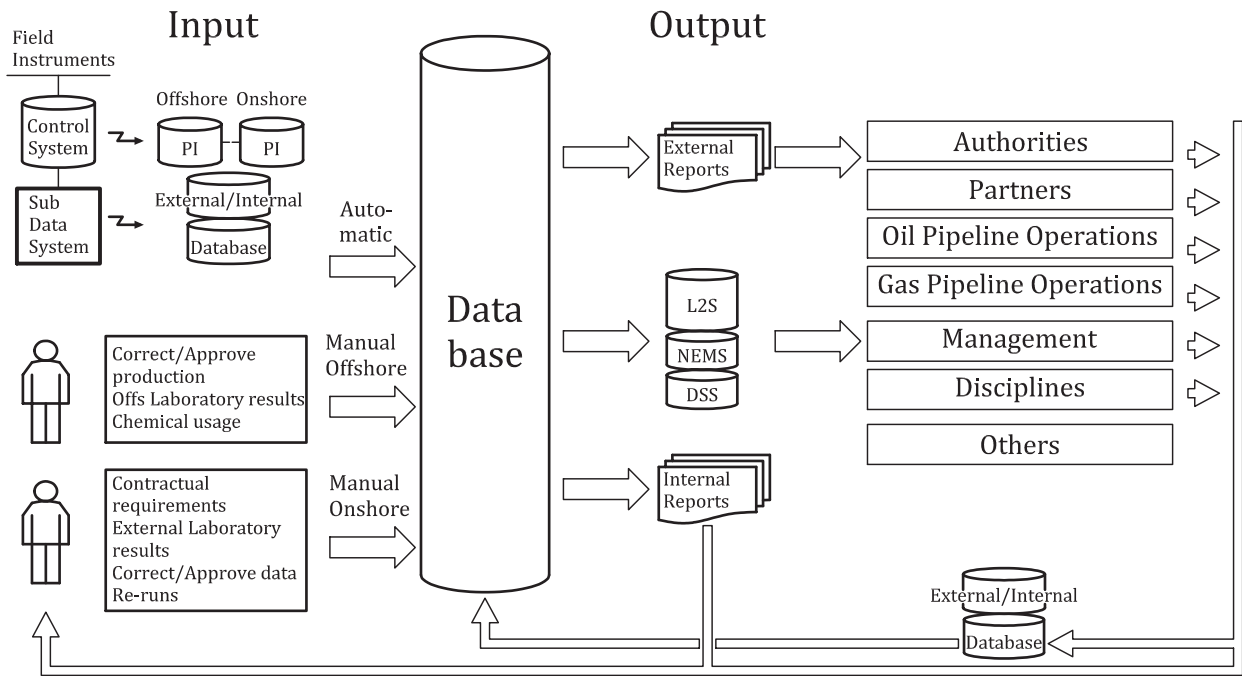 Input
Output
Field
Instruments
Offshore
Onshore
Control
System
PI
PI
Sub
Data
System
External/Internal
Database
Auto-
matic
Data
base
Manual
Offshore
Correct/Approve
production
Offs Laboratory results
Chemical usage
Manual
Onshore
Contractual
requirements
External Laboratory
results
Correct/Approve data
Re-runs
External
Reports
L2S
NEMS
DSS
Internal
Reports
Authorities
Partners
Oil Pipeline Operations
Gas Pipeline Operations
Management
Disciplines
Others
External/Internal
Database